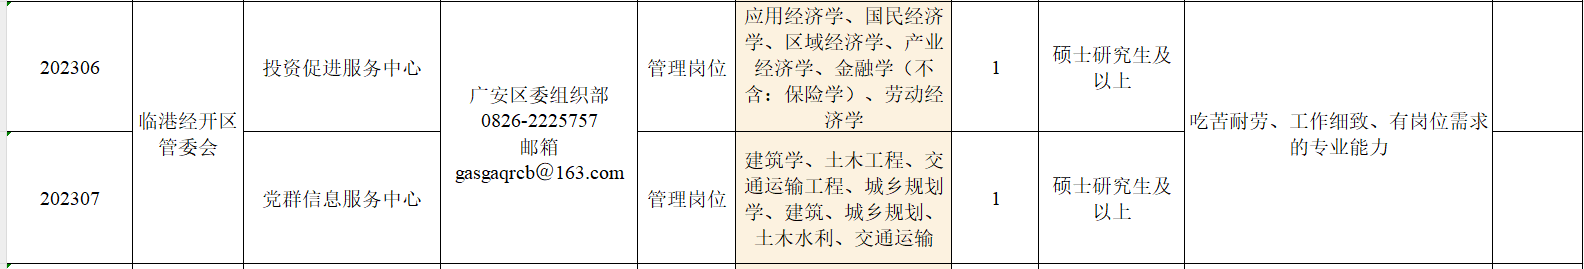 202306
临港经开区
管委会
投资促进服务中心
广安区委组织部
0826-2225757
邮箱
gasgaqrcb@163.com
管理岗位
应用经济学、国民经济
学、区域经济学、产业
经济学、金融学（不
含：保险学）、劳动经
济学
1
硕士研究生及
以上
吃苦耐劳、工作细致、有岗位需求
的专业能力
202307
党群信息服务中心
管理岗位
建筑学、土木工程、交
通运输工程、城乡规划
学、建筑、城乡规划、
土木水利、交通运输
1
硕士研究生及
以上